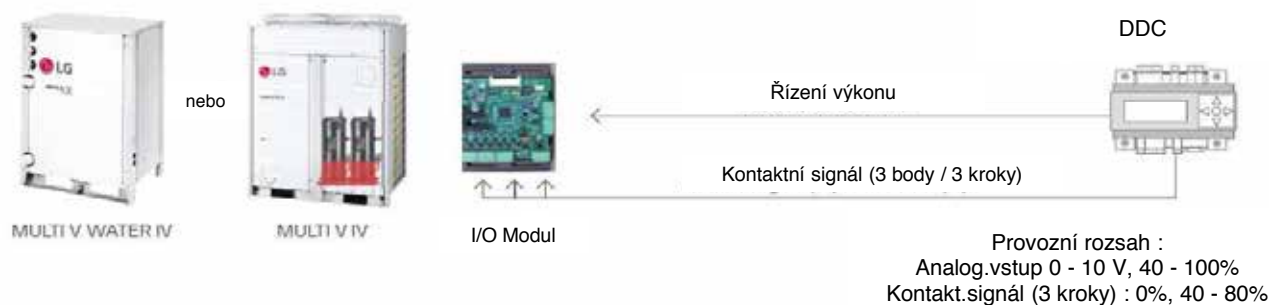 DDC
LG
LG
nebo
Řízení výkonu
Kontaktní signál (3 body / 3 kroky)
MULTI V WATER IV
MULTI V IV
I/O Modul
Provozní rozsah :
Analog.vstup 0 - 10 V, 40 - 100%
Kontakt.signál (3 kroky) : 0%, 40 - 80%